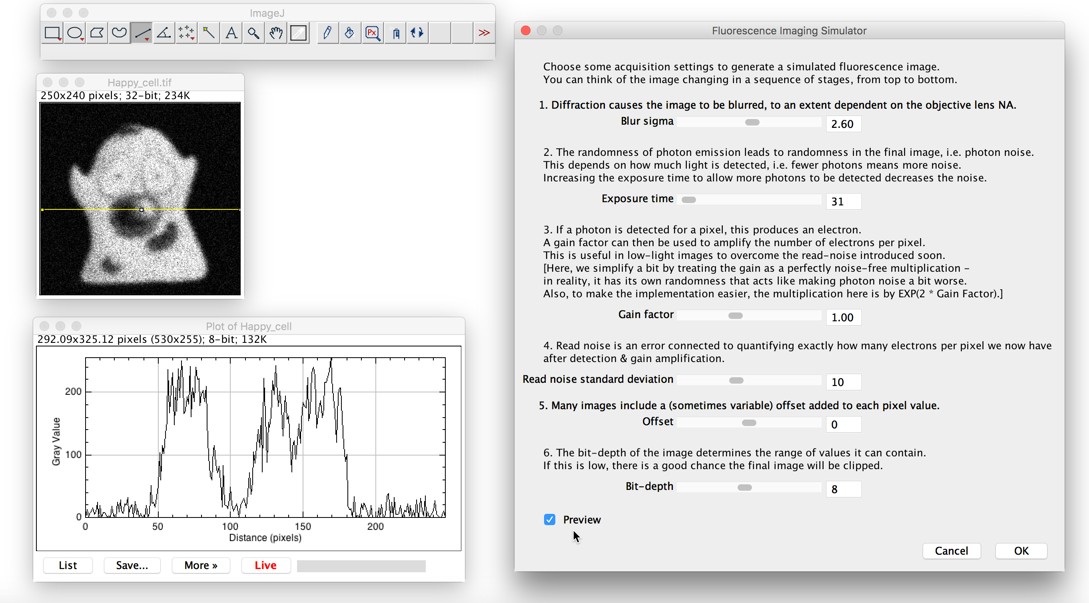 ImageJ
A
Px
>>
Happy_cell.tif
250x240 pixels; 32-bit; 234K
Plot of Happy_cell
292.09x325.12 pixels (530x255); 8-bit; 132K
200
100
0
Gray Value
0 50 100 150 200
Distance (pixels)
List Save... More » Live
Fluorescence Imaging Simulator
Choose some acquisition settings to generate a simulated fluorescence image.
You can think of the image changing in a sequence of stages, from top to bottom.
1. Diffraction causes the image to be blurred, to an extent dependent on the objective lens NA.
Blur sigma 2.60
2. The randomness of photon emission leads to randomness in the final image, i.e. photon noise.
This depends on how much light is detected, i.e. fewer photons means more noise.
Increasing the exposure time to allow more photons to be detected decreases the noise.
Exposure time 31
3. If a photon is detected for a pixel, this produces an electron.
A gain factor can then be used to amplify the number of electrons per pixel.
This is useful in low-light images to overcome the read-noise introduced soon.
[Here, we simplify a bit by treating the gain as a perfectly noise-free multiplication -
in reality, it has its own randomness that acts like making photon noise a bit worse.
Also, to make the implementation easier, the multiplication here is by EXP(2 * Gain Factor).]
Gain factor 1.00
4. Read noise is an error connected to quantifying exactly how many electrons per pixel we now have
after detection & gain amplification.
Read noise standard deviation 10
5. Many images include a (sometimes variable) offset added to each pixel value.
Offset 0
6. The bit-depth of the image determines the range of values it can contain.
If this is low, there is a good chance the final image will be clipped.
Bit-depth 8
Preview
Cancel OK